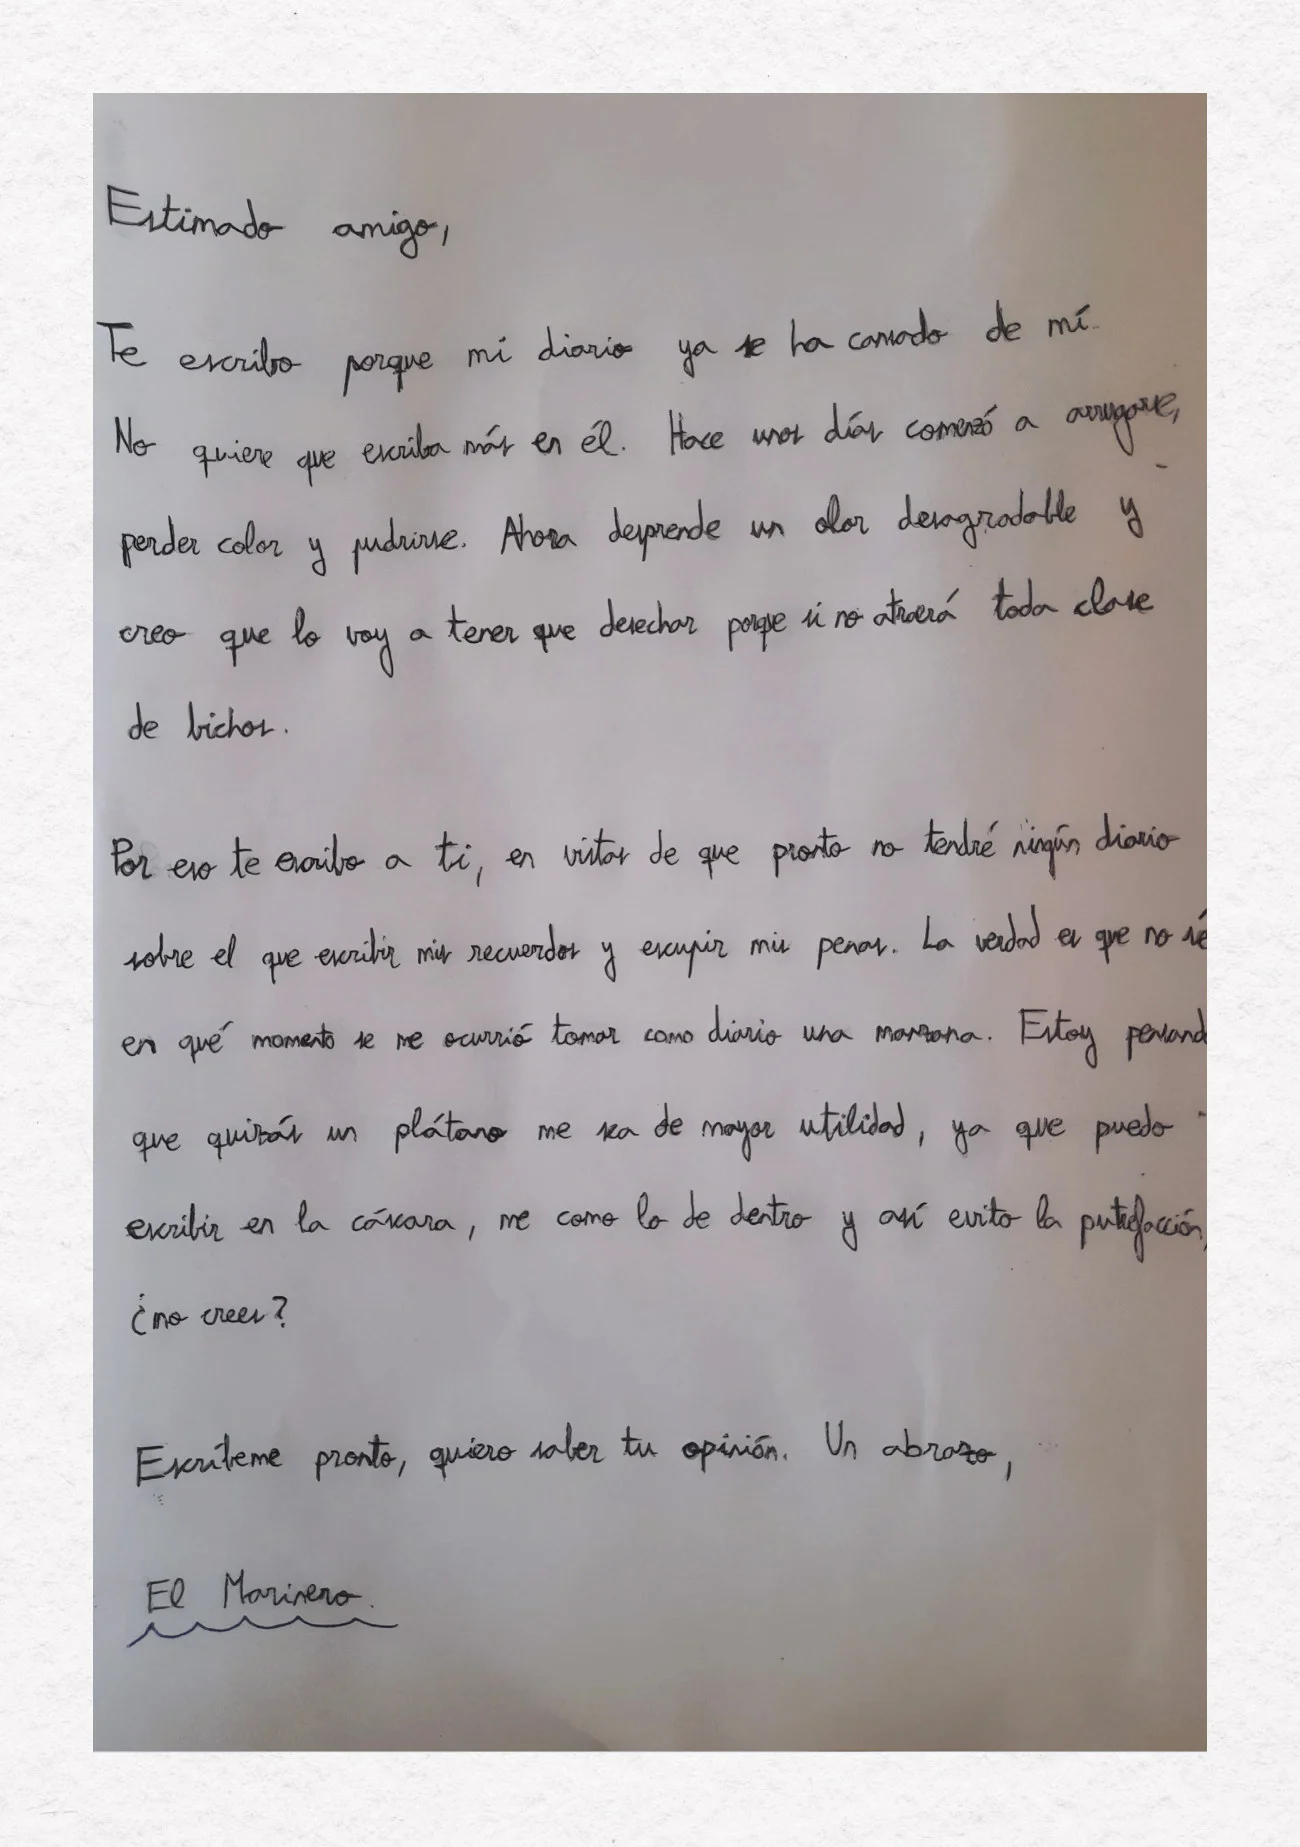 Estimado amigo,
Te escribo porque mi diario ya se ha cansado de mí.
No quiere que escriba más en él. Hace unos días comenzó a arrugarse,
perder color y pudrirse. Ahora desprende un olor desagradable y
creo que lo voy a tener que desechar porque si no atraerá toda clase
de bichos.
Por eso te escribo a ti, en vistas de que pronto no tendré ningún diario
sobre el que escribir mis recuerdos y escupir mis penas. La verdad es que no sé
en qué momento se me ocurrió tomar como diario una manzana. Estoy pensand
que quizás un plátano me sea de mayor utilidad, ya que puedo
escribir en la cáscara, me como lo de dentro y así evito la putrefacción,
¿no crees?
Escríbeme pronto, quiero saber tu opinión. Un abrazo,
El Marinero.